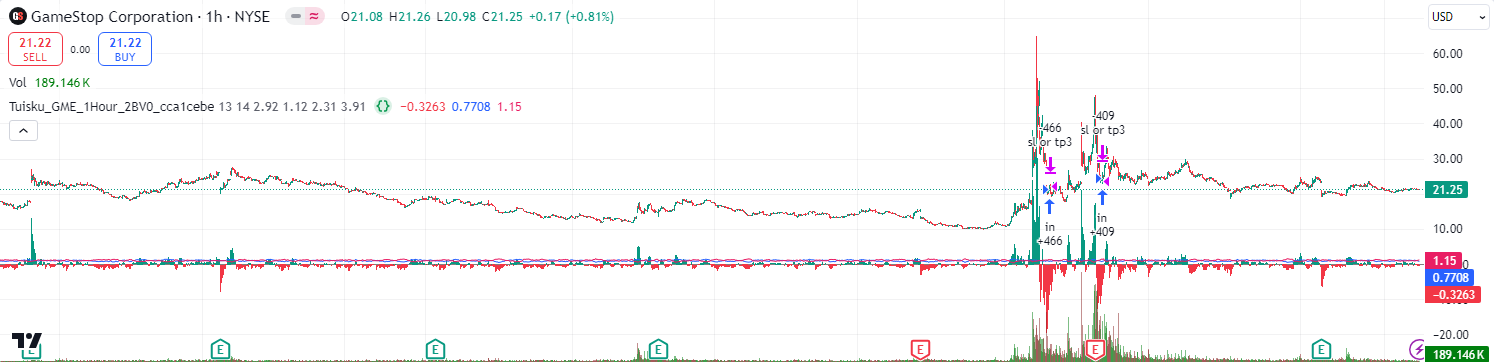 GameStop Corporation · 1h · NYSE O21.08 H21.26 L20.98 C21.25 +0.17 (+0.81%)
USD
21.22 SELL
0.00
21.22 BUY
Vol 189.146 K
Tuisku_GME_1Hour_2BV0_cca1cebe 13 14 2.92 1.12 2.31 3.91 {} −0.3263 0.7708 1.15
60.00
50.00
40.00
30.00
21.25
10.00
1.15
0.7708
−0.3263
−20.00
189.146 K
-466
sl or tp3
in
+466
-409
sl or tp3
in
+409
E
E
E
E
E
E
E